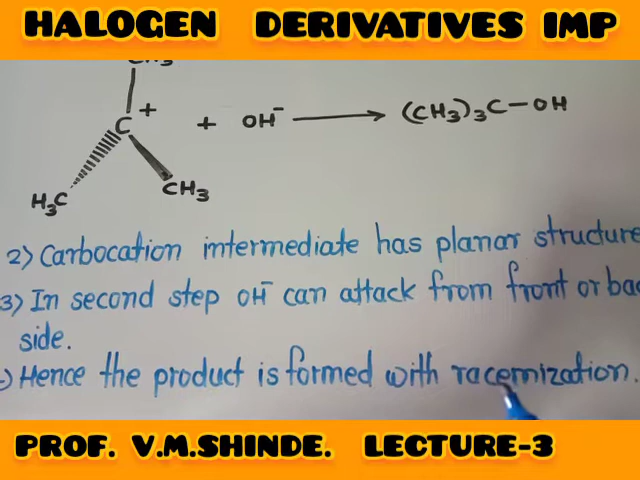 HALOGEN DERIVATIVES IMP
C + + OH⁻ ⟶ (CH₃)₃C–OH
H₃C CH₃
2) Carbocation intermediate has planar structure
3) In second step OH⁻ can attack from front or
side.
Hence the product is formed with racemization.
PROF. V.M.SHINDE. LECTURE-3